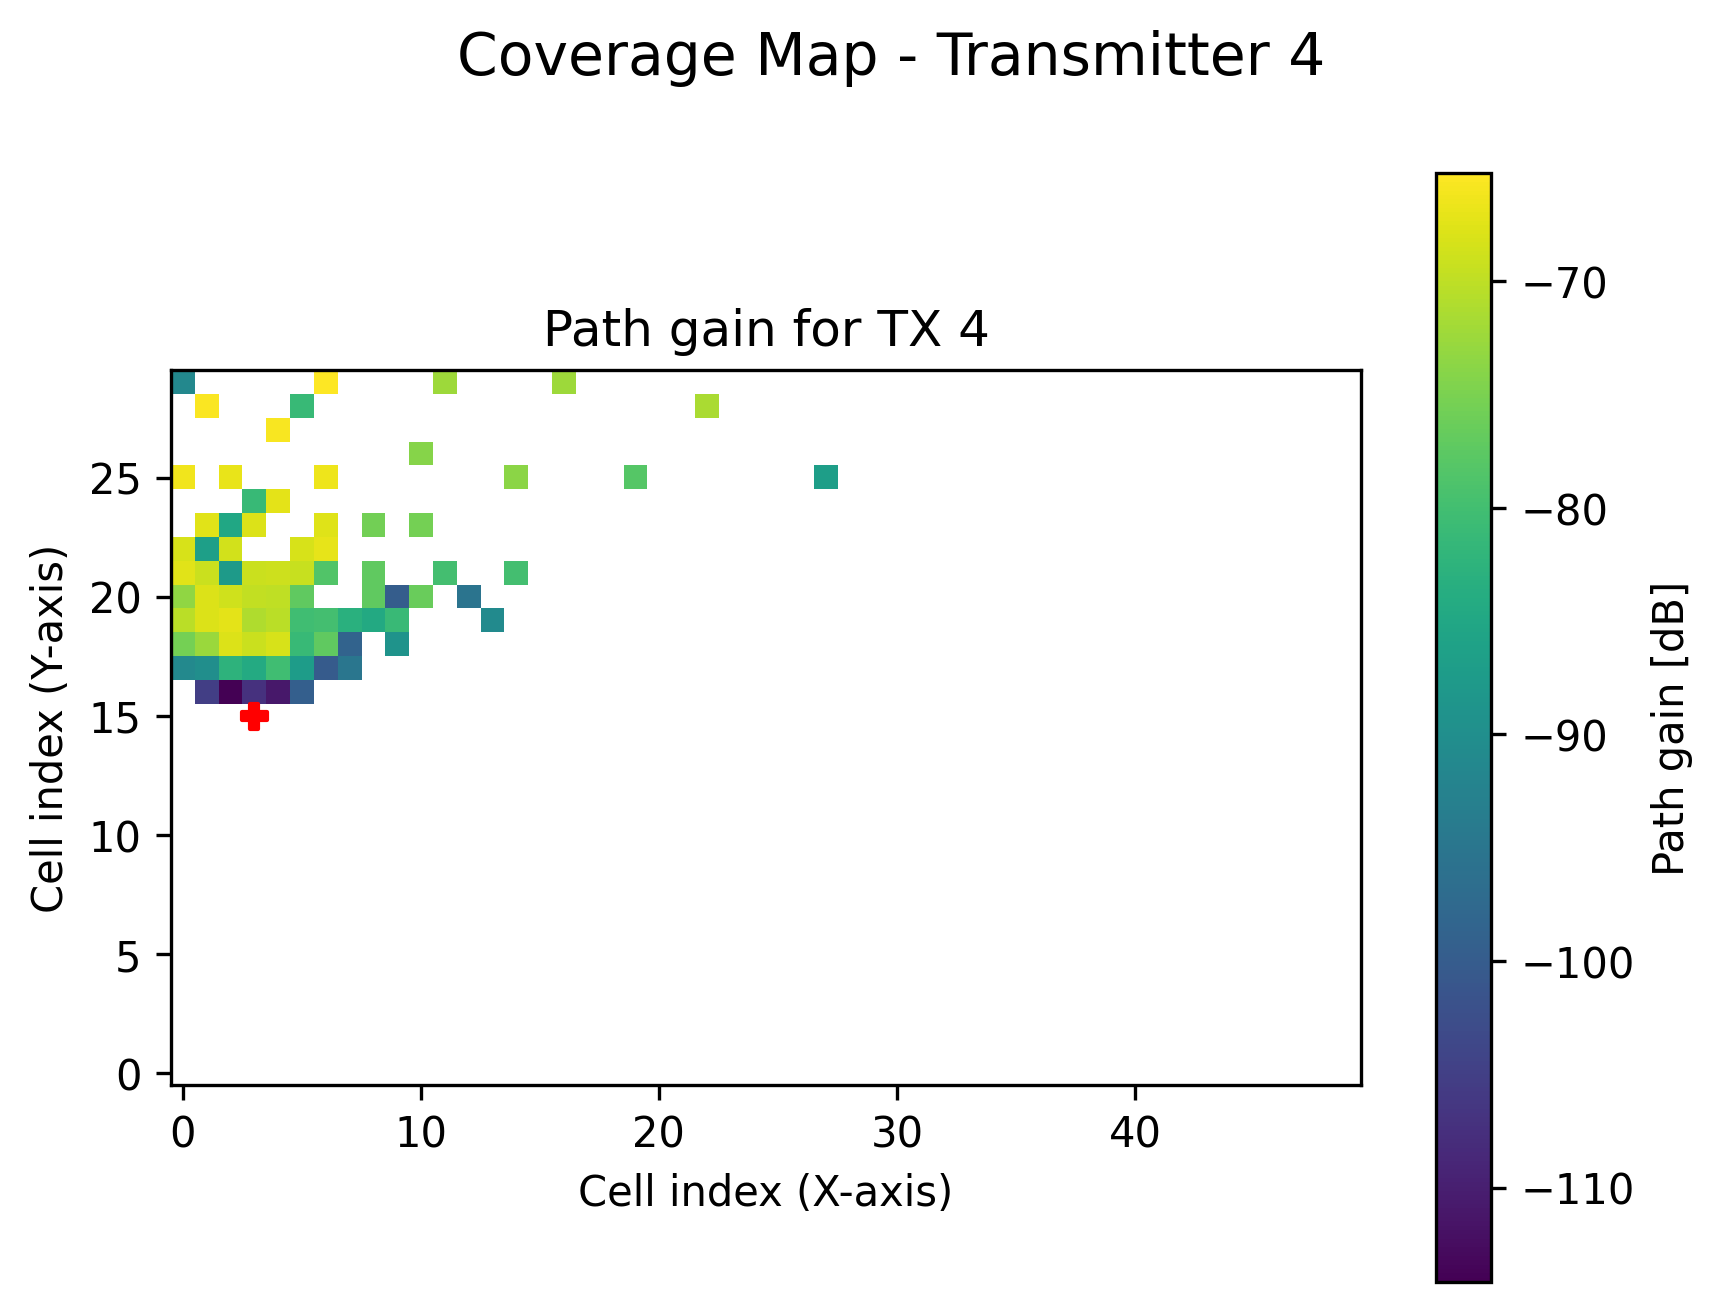 Coverage Map - Transmitter 4
Path gain for TX 4
25
20
15
10
5
0
Cell index (Y-axis)
0 10 20 30 40
Cell index (X-axis)
−70
−80
−90
−100
−110
Path gain [dB]